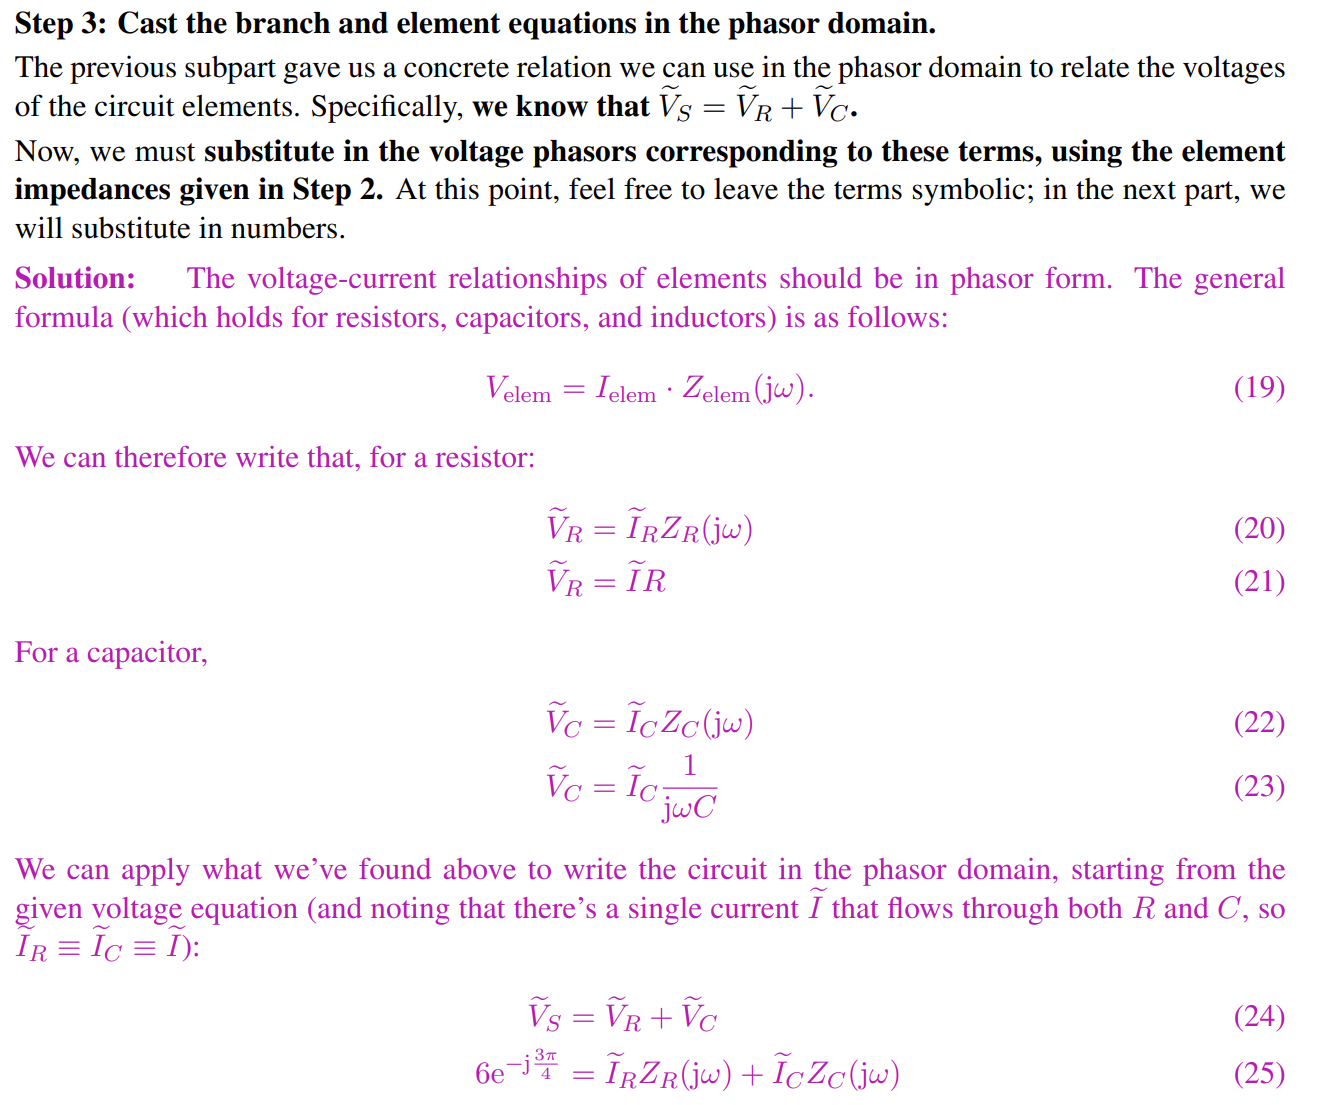 Step 3: Cast the branch and element equations in the phasor domain.
The previous subpart gave us a concrete relation we can use in the phasor domain to relate the voltages
of the circuit elements. Specifically, we know that $\widetilde{V}_S = \widetilde{V}_R + \widetilde{V}_C$.
Now, we must substitute in the voltage phasors corresponding to these terms, using the element
impedances given in Step 2. At this point, feel free to leave the terms symbolic; in the next part, we
will substitute in numbers.
Solution: The voltage-current relationships of elements should be in phasor form. The general
formula (which holds for resistors, capacitors, and inductors) is as follows:
$V_{\text{elem}} = I_{\text{elem}} \cdot Z_{\text{elem}}(\mathrm{j}\omega).$ (19)
We can therefore write that, for a resistor:
$\widetilde{V}_R = \widetilde{I}_R Z_R(\mathrm{j}\omega)$ (20)
$\widetilde{V}_R = \widetilde{I} R$ (21)
For a capacitor,
$\widetilde{V}_C = \widetilde{I}_C Z_C(\mathrm{j}\omega)$ (22)
$\widetilde{V}_C = \widetilde{I}_C \frac{1}{\mathrm{j}\omega C}$ (23)
We can apply what we've found above to write the circuit in the phasor domain, starting from the
given voltage equation (and noting that there's a single current $\widetilde{I}$ that flows through both $R$ and $C$, so
$\widetilde{I}_R \equiv \widetilde{I}_C \equiv \widetilde{I}$):
$\widetilde{V}_S = \widetilde{V}_R + \widetilde{V}_C$ (24)
$6\mathrm{e}^{-\mathrm{j}\frac{3\pi}{4}} = \widetilde{I}_R Z_R(\mathrm{j}\omega) + \widetilde{I}_C Z_C(\mathrm{j}\omega)$ (25)